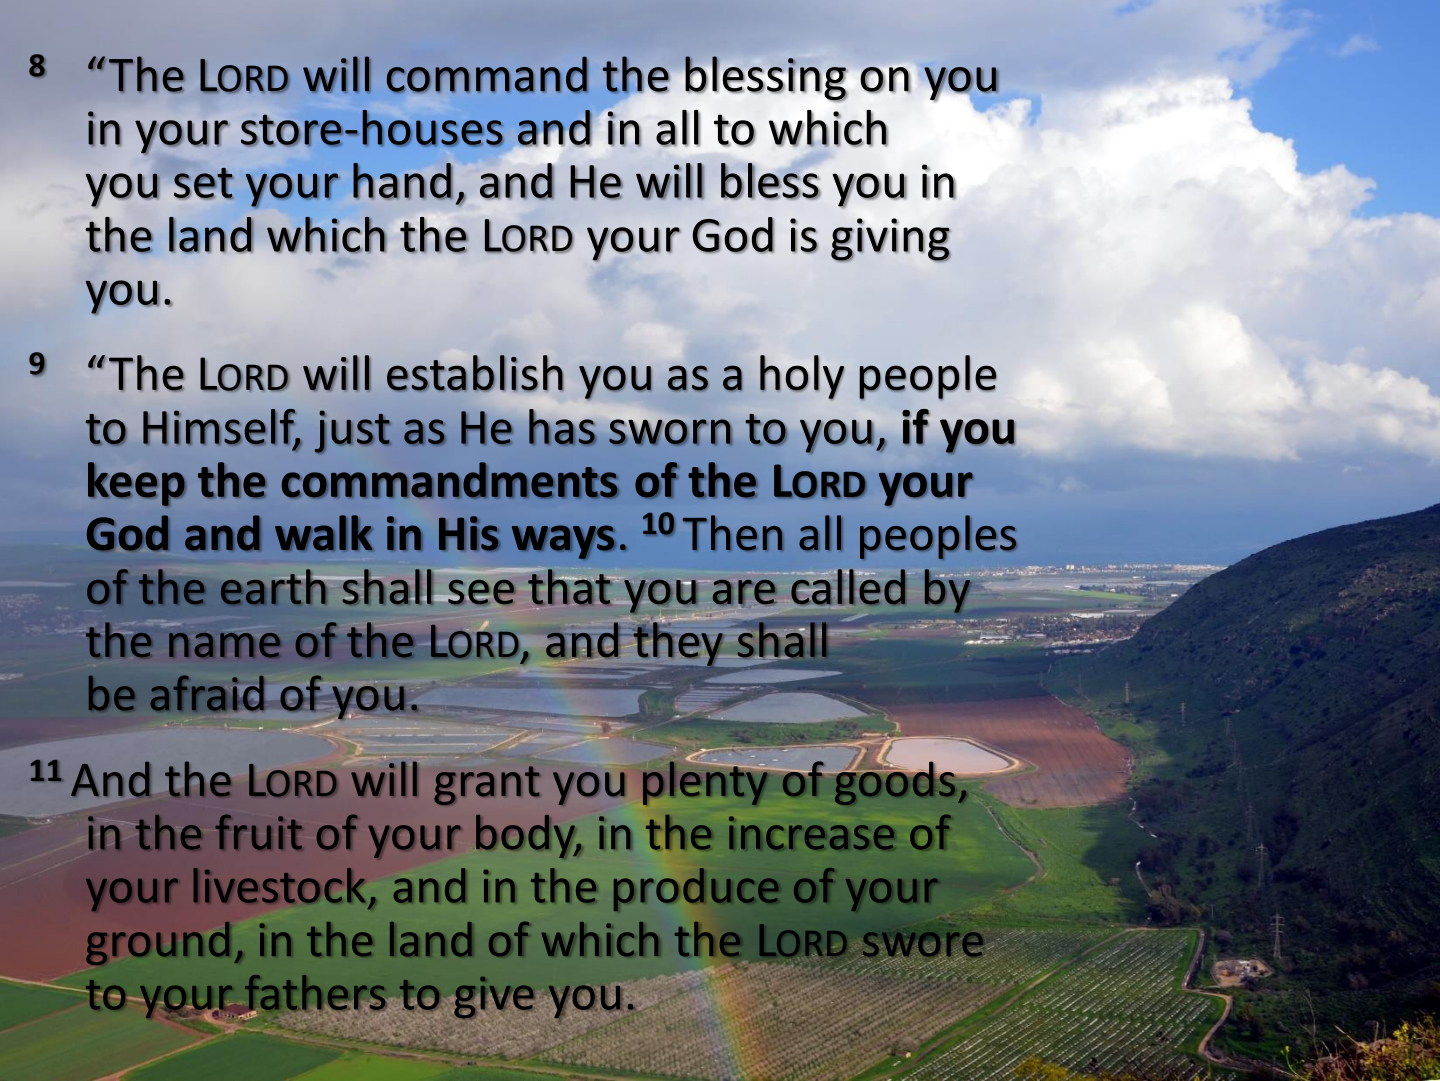 8 “The LORD will command the blessing on you
in your store-houses and in all to which
you set your hand, and He will bless you in
the land which the LORD your God is giving
you.
9 “The LORD will establish you as a holy people
to Himself, just as He has sworn to you, if you
keep the commandments of the LORD your
God and walk in His ways. 10 Then all peoples
of the earth shall see that you are called by
the name of the LORD, and they shall
be afraid of you.
11 And the LORD will grant you plenty of goods,
in the fruit of your body, in the increase of
your livestock, and in the produce of your
ground, in the land of which the LORD swore
to your fathers to give you.